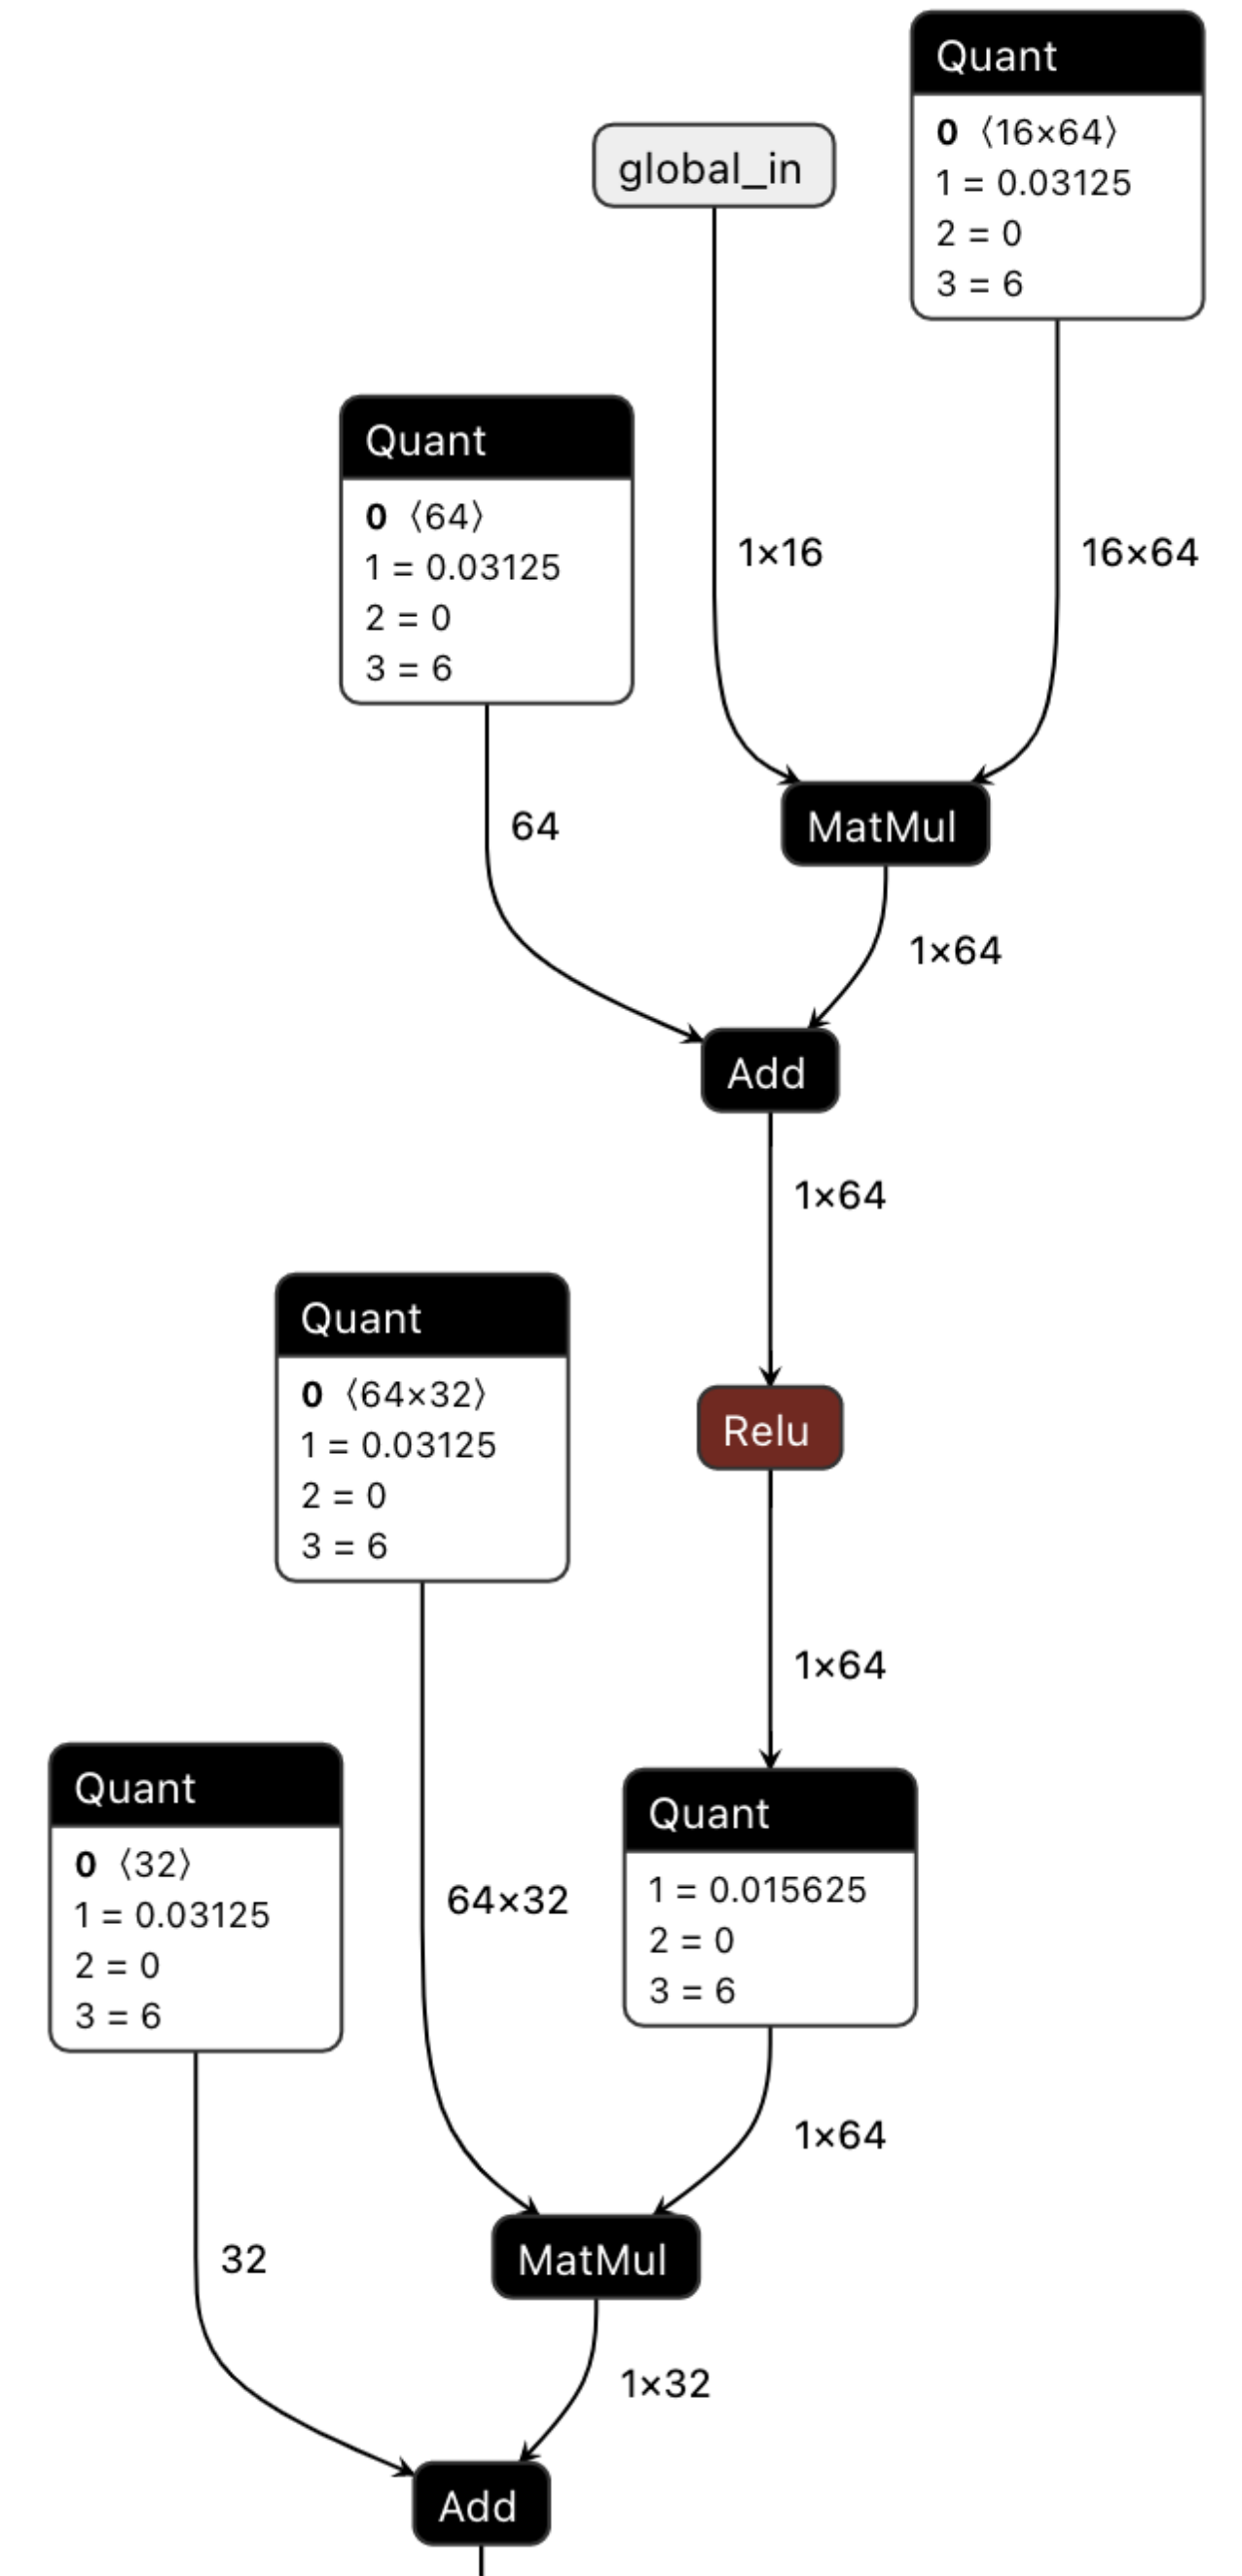 Quant
0 ⟨16×64⟩
1 = 0.03125
2 = 0
3 = 6
global_in
Quant
0 ⟨64⟩
1 = 0.03125
2 = 0
3 = 6
1×16
16×64
64
MatMul
1×64
Add
1×64
Quant
0 ⟨64×32⟩
1 = 0.03125
2 = 0
3 = 6
Relu
1×64
Quant
0 ⟨32⟩
1 = 0.03125
2 = 0
3 = 6
64×32
Quant
1 = 0.015625
2 = 0
3 = 6
1×64
32
MatMul
1×32
Add